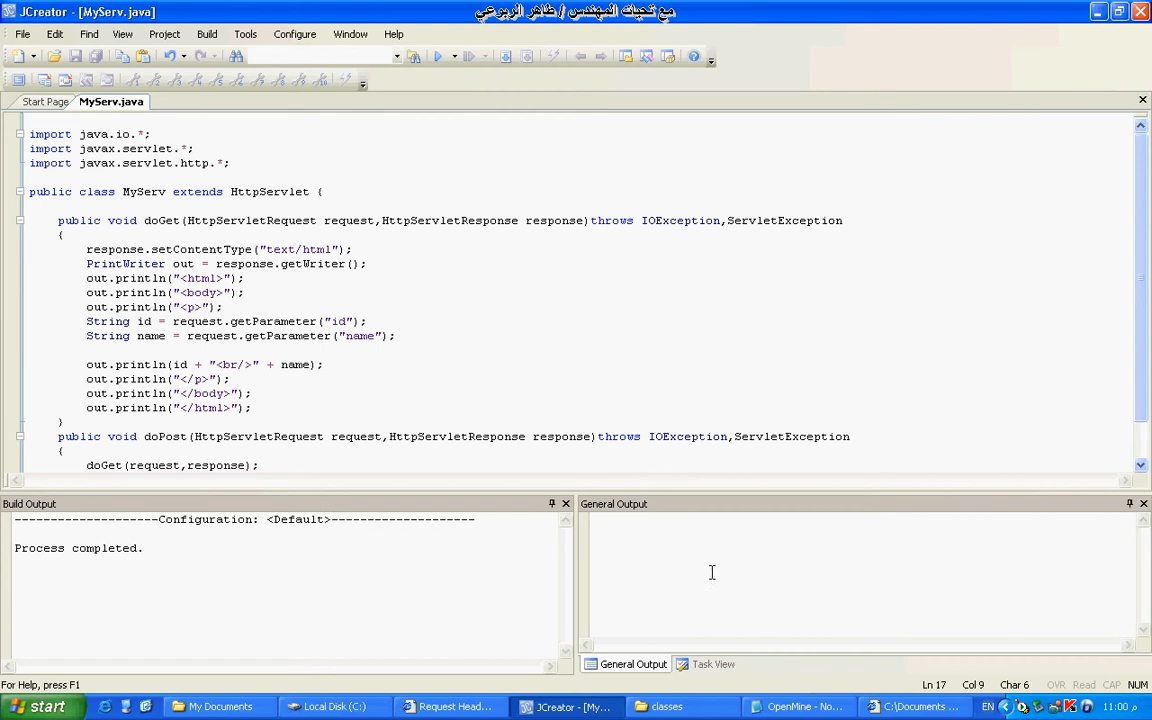 JCreator - [MyServ.java]
مع تحيات المهندس / طاهر الربوعي
File Edit Find View Project Build Tools Configure Window Help
Start Page MyServ.java
import java.io.*;
import javax.servlet.*;
import javax.servlet.http.*;
public class MyServ extends HttpServlet {
public void doGet(HttpServletRequest request,HttpServletResponse response)throws IOException,ServletException
{
response.setContentType("text/html");
PrintWriter out = response.getWriter();
out.println("<html>");
out.println("<body>");
out.println("<p>");
String id = request.getParameter("id");
String name = request.getParameter("name");
out.println(id + "<br/>" + name);
out.println("</p>");
out.println("</body>");
out.println("</html>");
}
public void doPost(HttpServletRequest request,HttpServletResponse response)throws IOException,ServletException
{
doGet(request,response);
Build Output
General Output
--------------------Configuration: <Default>--------------------
Process completed.
General Output Task View
For Help, press F1
Ln 17 Col 9 Char 6 OVR Read CAP NUM
start My Documents Local Disk (C:) Request Head... JCreator - [My... classes OpenMine - No... C:\Documents ... EN 11:00 م